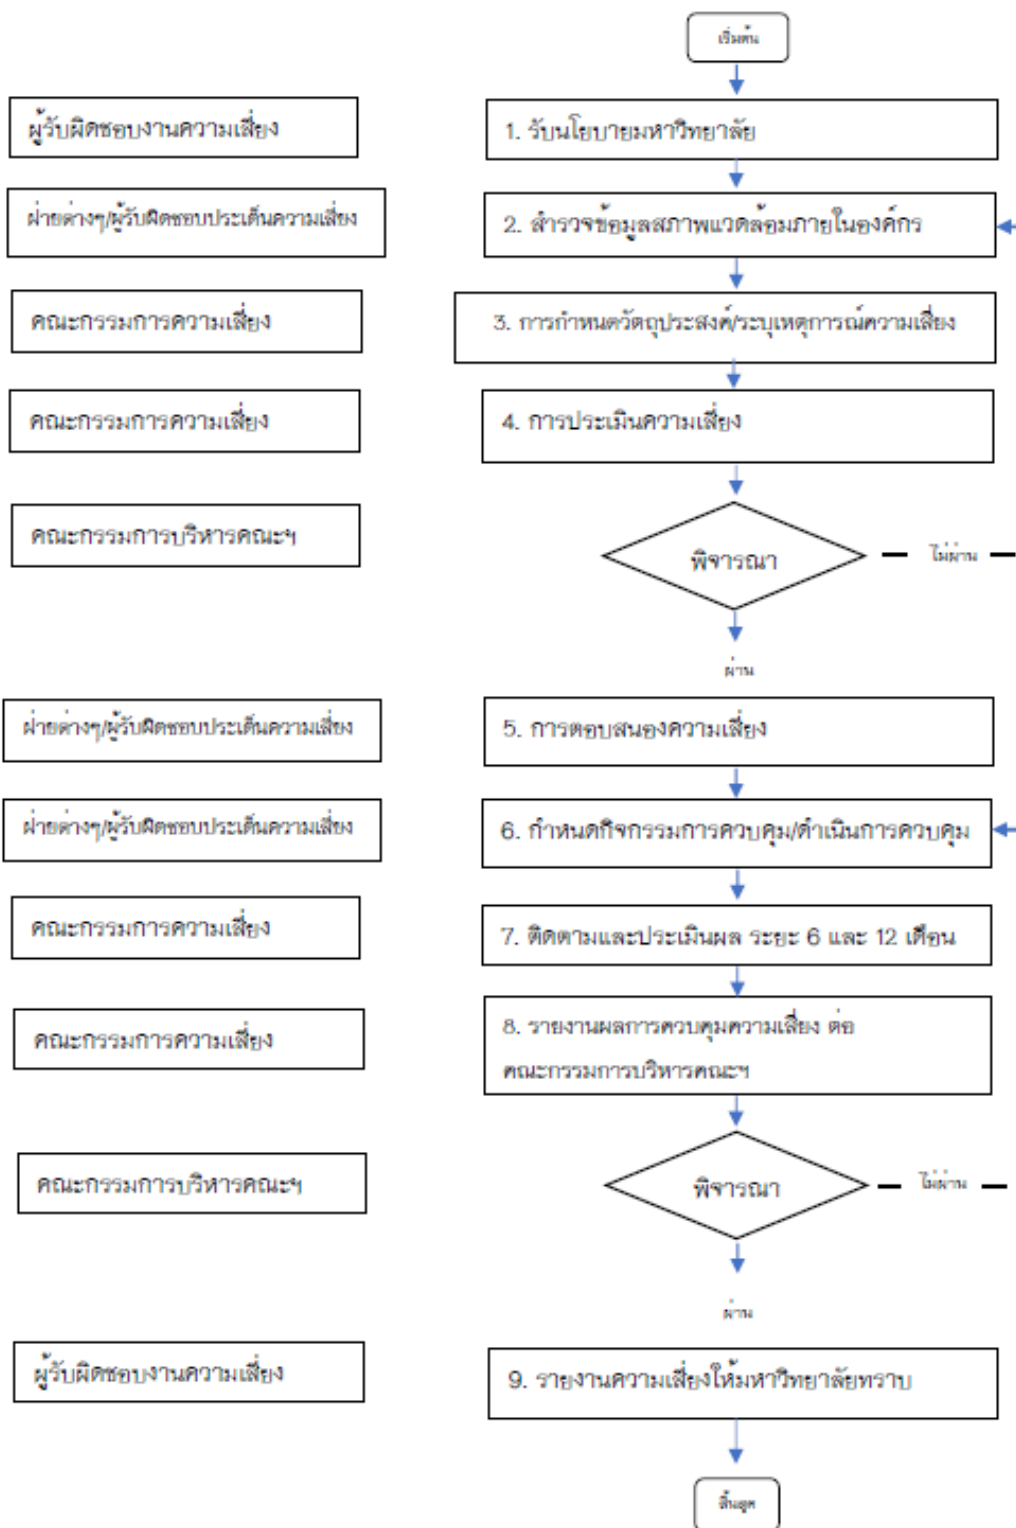 เริ่มต้น
ผู้รับผิดชอบงานความเสี่ยง
1. รับนโยบายมหาวิทยาลัย
ฝ่ายต่างๆ/ผู้รับผิดชอบประเด็นความเสี่ยง
2. สำรวจข้อมูลสภาพแวดล้อมภายในองค์กร
คณะกรรมการความเสี่ยง
3. การกำหนดวัตถุประสงค์/ระบุเหตุการณ์ความเสี่ยง
คณะกรรมการความเสี่ยง
4. การประเมินความเสี่ยง
คณะกรรมการบริหารคณะฯ
พิจารณา
ไม่ผ่าน
ผ่าน
ฝ่ายต่างๆ/ผู้รับผิดชอบประเด็นความเสี่ยง
5. การตอบสนองความเสี่ยง
ฝ่ายต่างๆ/ผู้รับผิดชอบประเด็นความเสี่ยง
6. กำหนดกิจกรรมการควบคุม/ดำเนินการควบคุม
คณะกรรมการความเสี่ยง
7. ติดตามและประเมินผล ระยะ 6 และ 12 เดือน
คณะกรรมการความเสี่ยง
8. รายงานผลการควบคุมความเสี่ยง ต่อ
คณะกรรมการบริหารคณะฯ
คณะกรรมการบริหารคณะฯ
พิจารณา
ไม่ผ่าน
ผ่าน
ผู้รับผิดชอบงานความเสี่ยง
9. รายงานความเสี่ยงให้มหาวิทยาลัยทราบ
สิ้นสุด